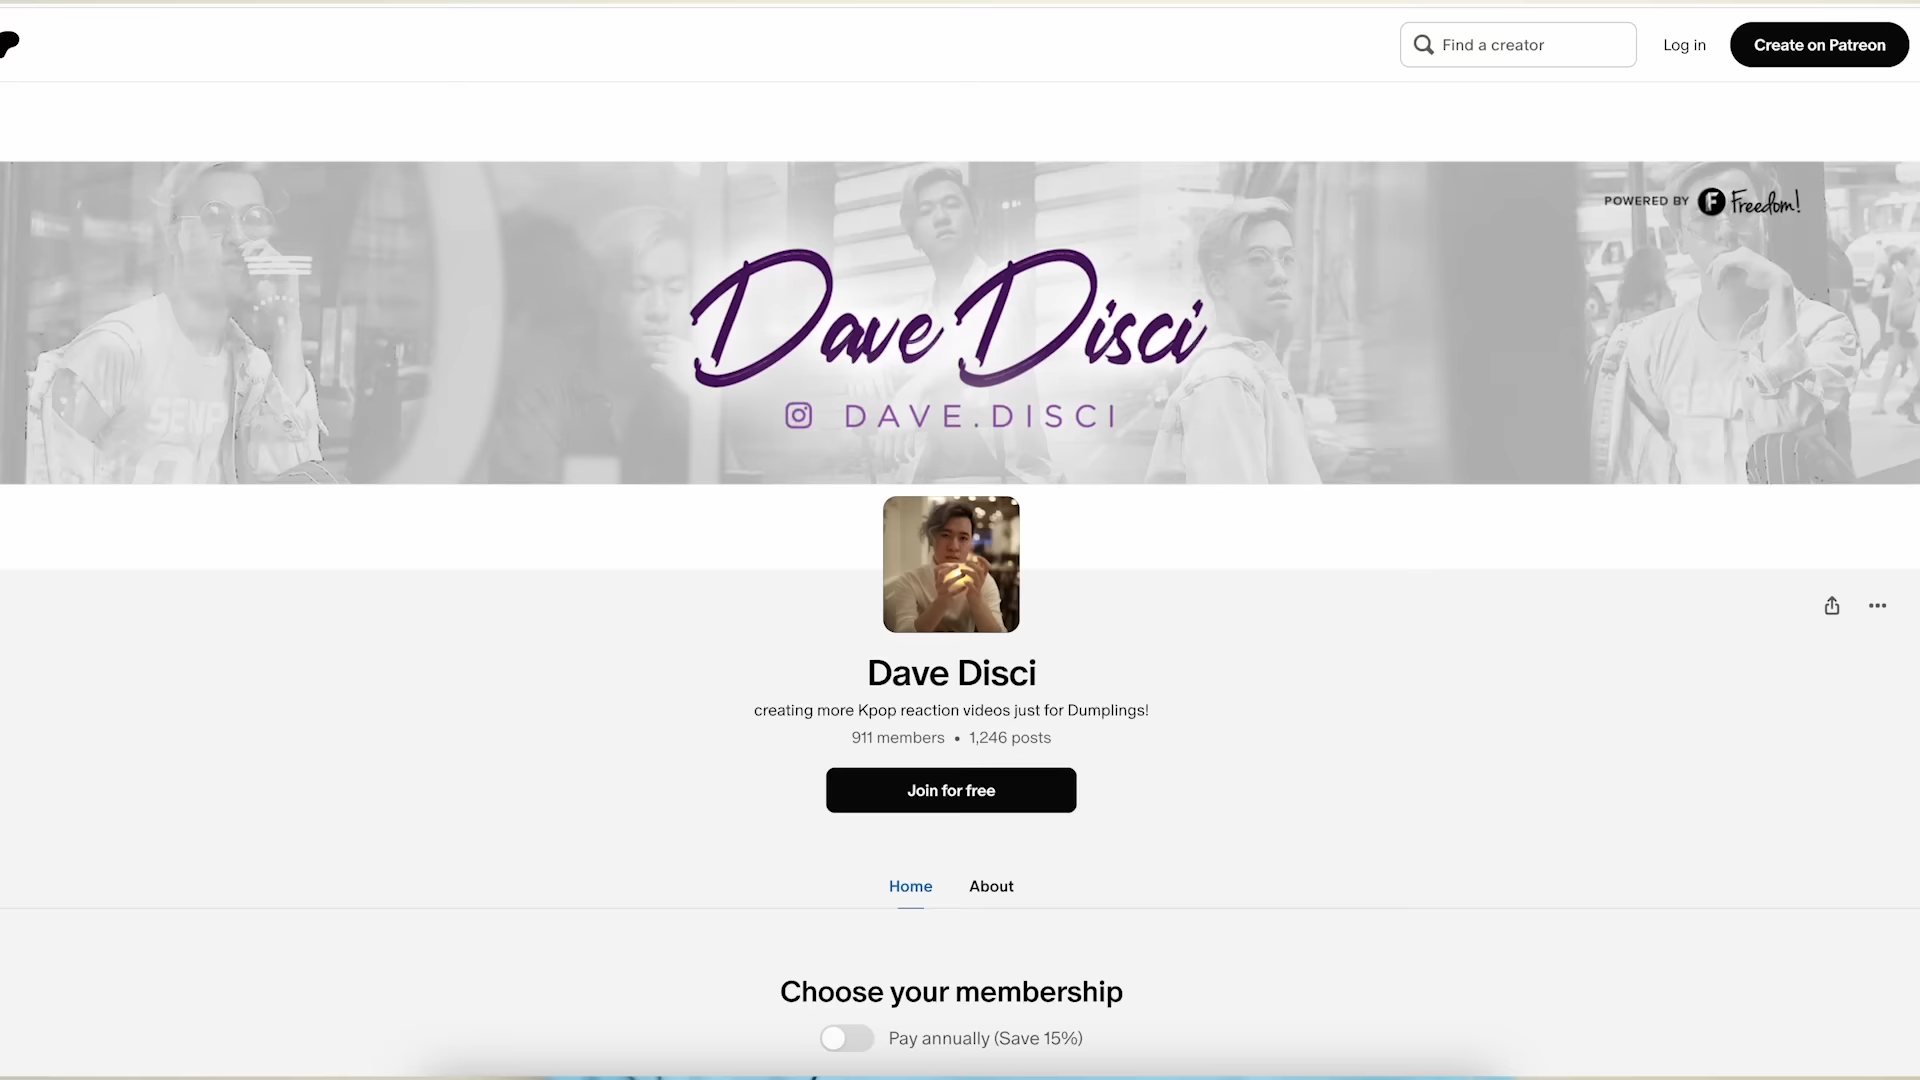 Find a creator
Log in
Create on Patreon
POWERED BY F Freedom!
Dave Disci
DAVE.DISCI
Dave Disci
creating more Kpop reaction videos just for Dumplings!
911 members • 1,246 posts
Join for free
Home
About
Choose your membership
Pay annually (Save 15%)